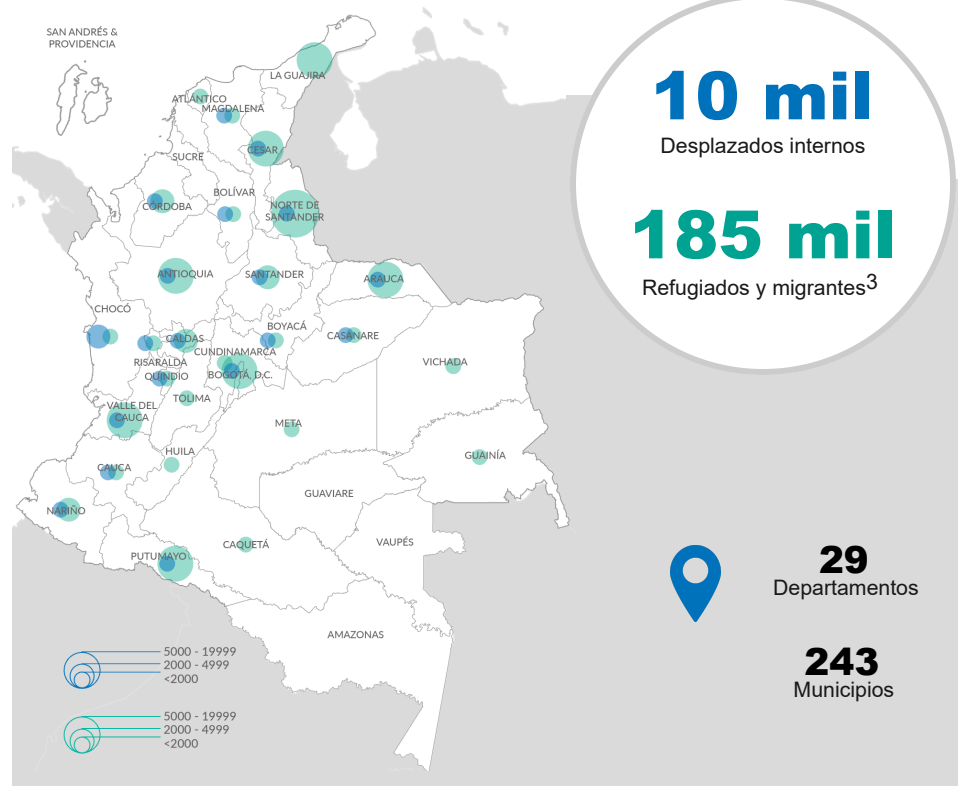 SAN ANDRÉS &
PROVIDENCIA
LA GUAJIRA
ATLÁNTICO
MAGDALENA
CESAR
SUCRE
BOLÍVAR
CÓRDOBA
NORTE DE
SANTANDER
ANTIOQUIA
SANTANDER
ARAUCA
CHOCÓ
BOYACÁ
CALDAS
CASANARE
CUNDINAMARCA
RISARALDA
VICHADA
QUINDÍO
BOGOTÁ, D.C.
TOLIMA
VALLE DEL
CAUCA
META
HUILA
GUAINÍA
CAUCA
GUAVIARE
NARIÑO
CAQUETÁ
VAUPÉS
PUTUMAYO
AMAZONAS
5000 - 19999
2000 - 4999
<2000
5000 - 19999
2000 - 4999
<2000
10 mil
Desplazados internos
185 mil
Refugiados y migrantes3
29
Departamentos
243
Municipios